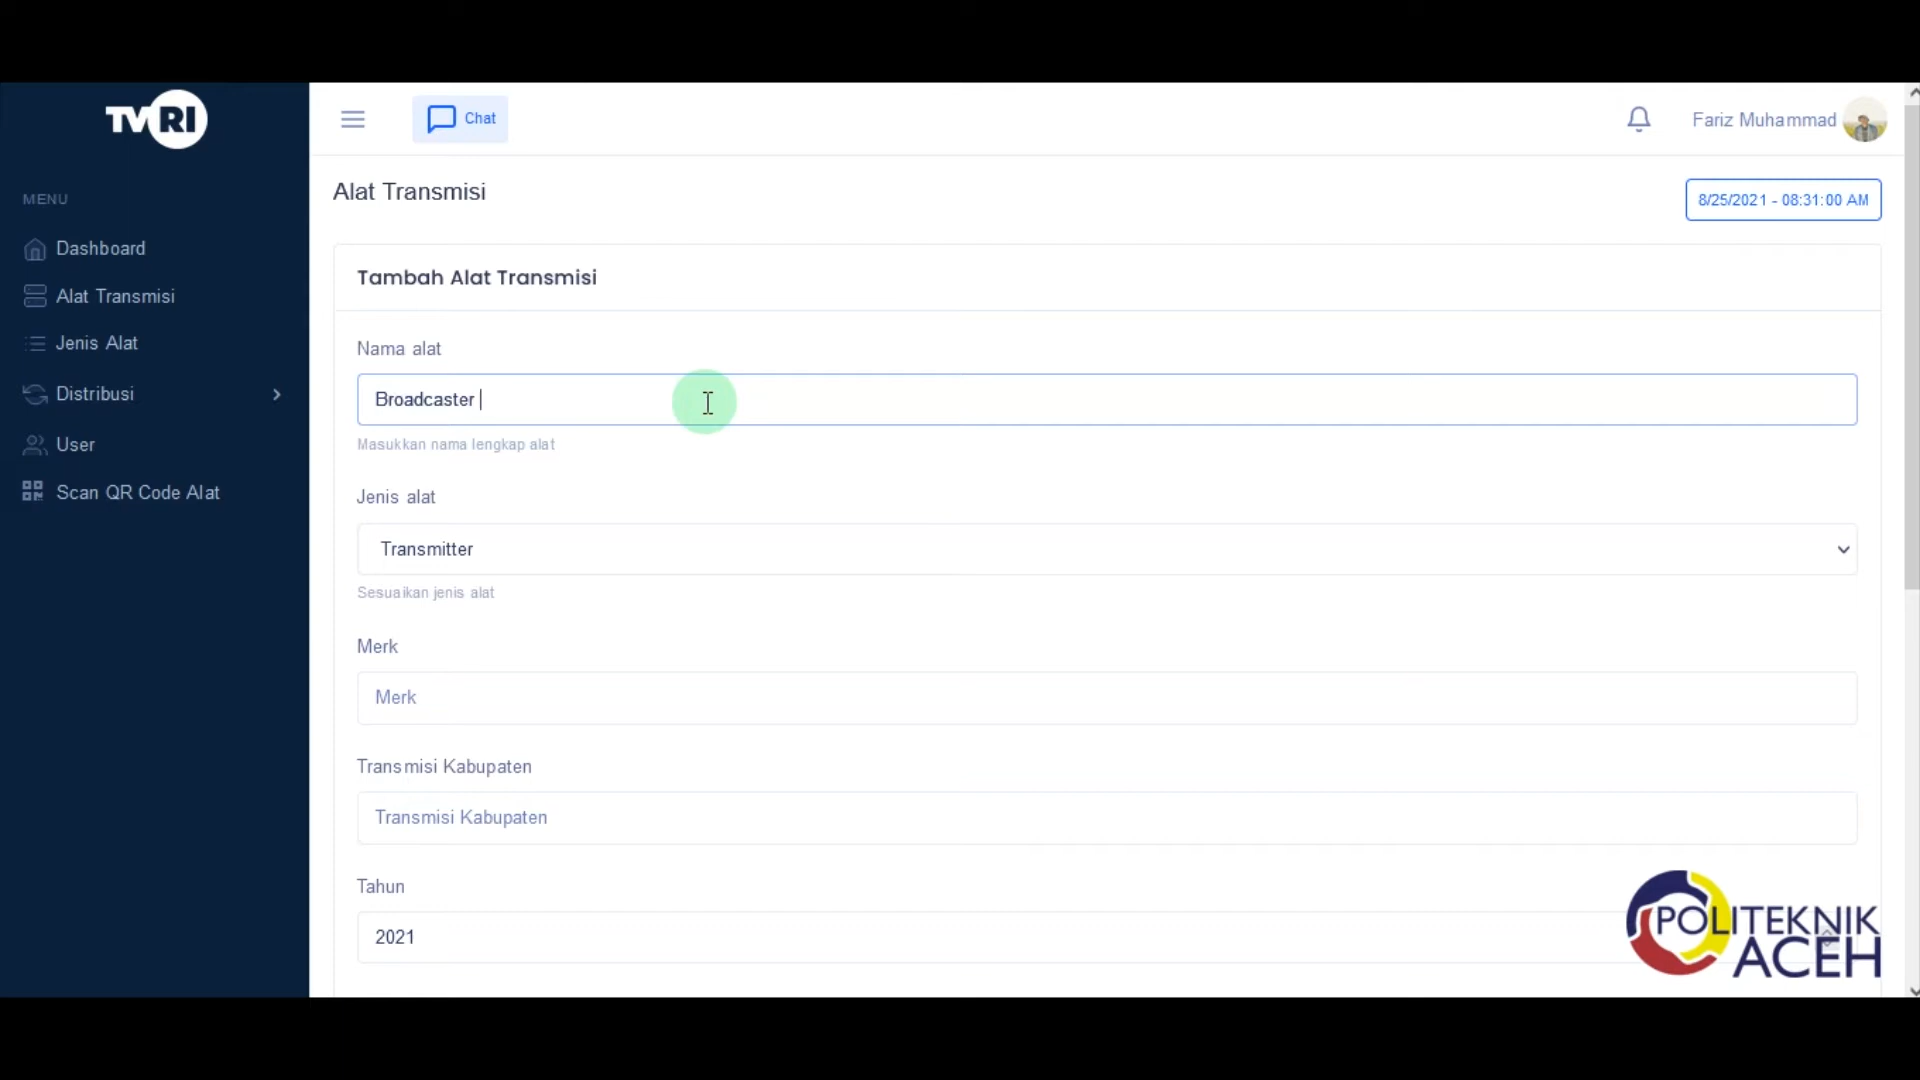 TVRI
Chat
Fariz Muhammad
MENU
Dashboard
Alat Transmisi
Jenis Alat
Distribusi
User
Scan QR Code Alat
Alat Transmisi
8/25/2021 - 08:31:00 AM
Tambah Alat Transmisi
Nama alat
Broadcaster
Masukkan nama lengkap alat
Jenis alat
Transmitter
Sesuaikan jenis alat
Merk
Merk
Transmisi Kabupaten
Transmisi Kabupaten
Tahun
2021
POLITEKNIK
ACEH